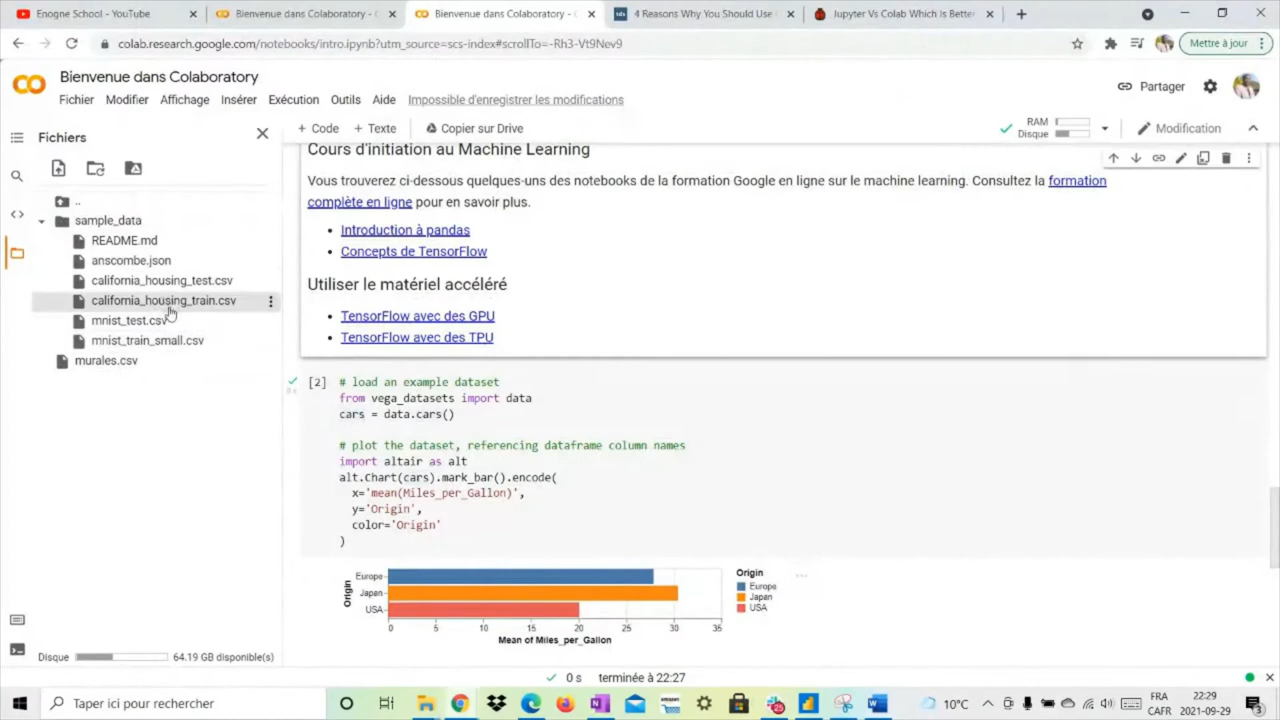 Enogne School - YouTube
Bienvenue dans Colaboratory - C
Bienvenue dans Colaboratory - C
tds 4 Reasons Why You Should Use
Jupyter Vs Colab Which Is Better
colab.research.google.com/notebooks/intro.ipynb?utm_source=scs-index#scrollTo=-Rh3-Vt9Nev9
Mettre à jour
Bienvenue dans Colaboratory
Partager
Fichier Modifier Affichage Insérer Exécution Outils Aide Impossible d'enregistrer les modifications
Fichiers
+ Code + Texte Copier sur Drive
RAM
Disque
Modification
..
sample_data
README.md
anscombe.json
california_housing_test.csv
california_housing_train.csv
mnist_test.csv
mnist_train_small.csv
murales.csv
Disque 64.19 GB disponible(s)
Cours d'initiation au Machine Learning
Vous trouverez ci-dessous quelques-uns des notebooks de la formation Google en ligne sur le machine learning. Consultez la formation
complète en ligne pour en savoir plus.
• Introduction à pandas
• Concepts de TensorFlow
Utiliser le matériel accéléré
• TensorFlow avec des GPU
• TensorFlow avec des TPU
[2] # load an example dataset
from vega_datasets import data
cars = data.cars()
# plot the dataset, referencing dataframe column names
import altair as alt
alt.Chart(cars).mark_bar().encode(
x='mean(Miles_per_Gallon)',
y='Origin',
color='Origin'
)
Origin
Europe
Japan
USA
0 5 10 15 20 25 30 35
Mean of Miles_per_Gallon
Origin
Europe
Japan
USA
0 s terminée à 22:27
Taper ici pour rechercher
25
10°C
FRA
CAFR
22:29
2021-09-29
3